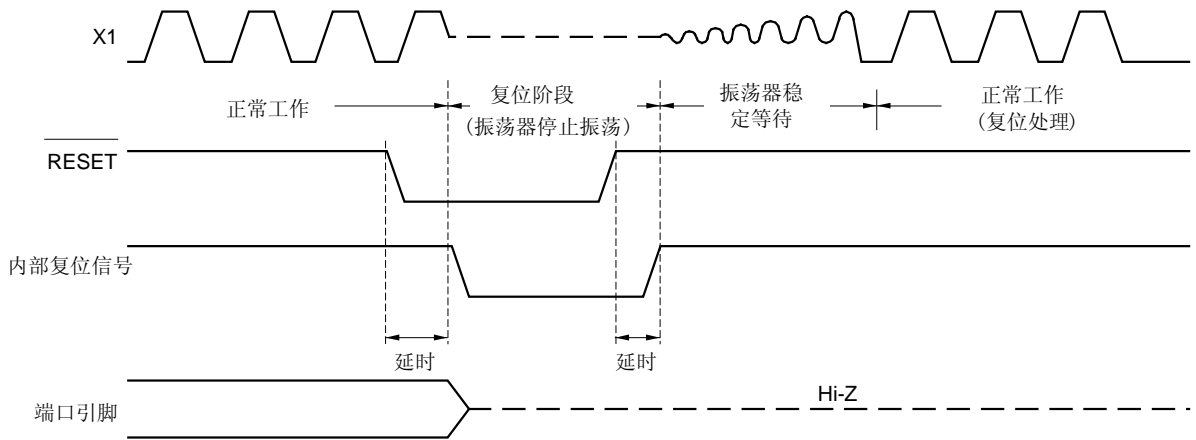 X1
正常工作
复位阶段
(振荡器停止振荡)
振荡器稳
定等待
正常工作
(复位处理)
RESET
内部复位信号
延时
延时
端口引脚
Hi-Z